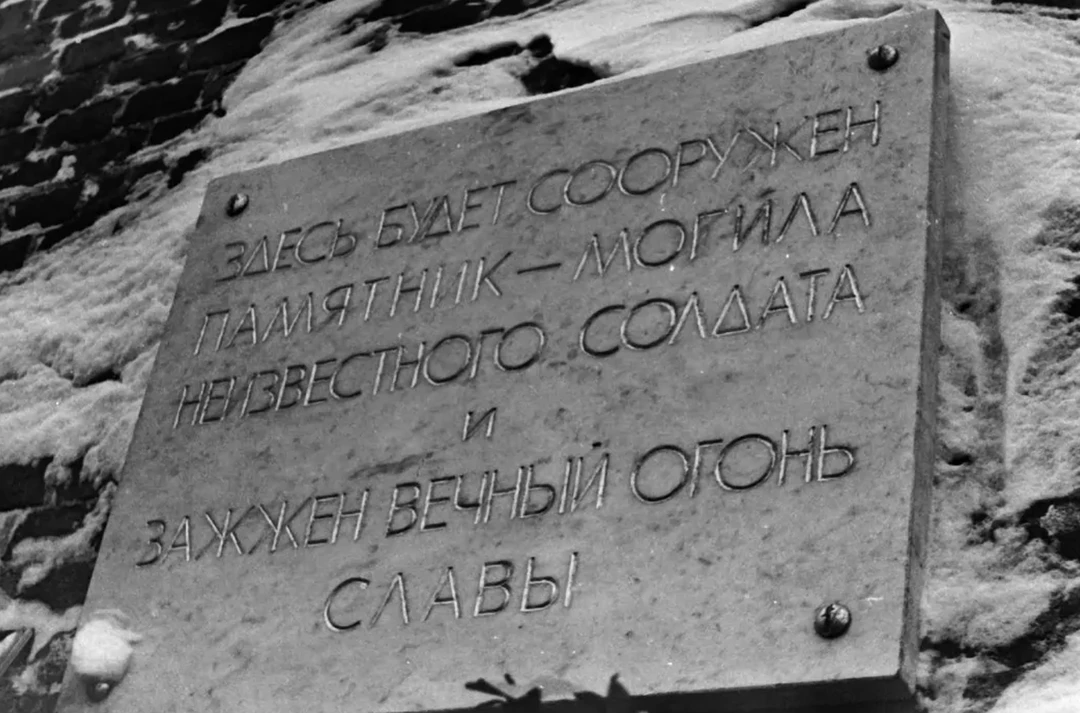 ЗДЕСЬ БУДЕТ СООРУЖЕН
ПАМЯТНИК — МОГИЛА
НЕИЗВЕСТНОГО СОЛДАТА
И
ЗАЖЖЕН ВЕЧНЫЙ ОГОНЬ
СЛАВЫ